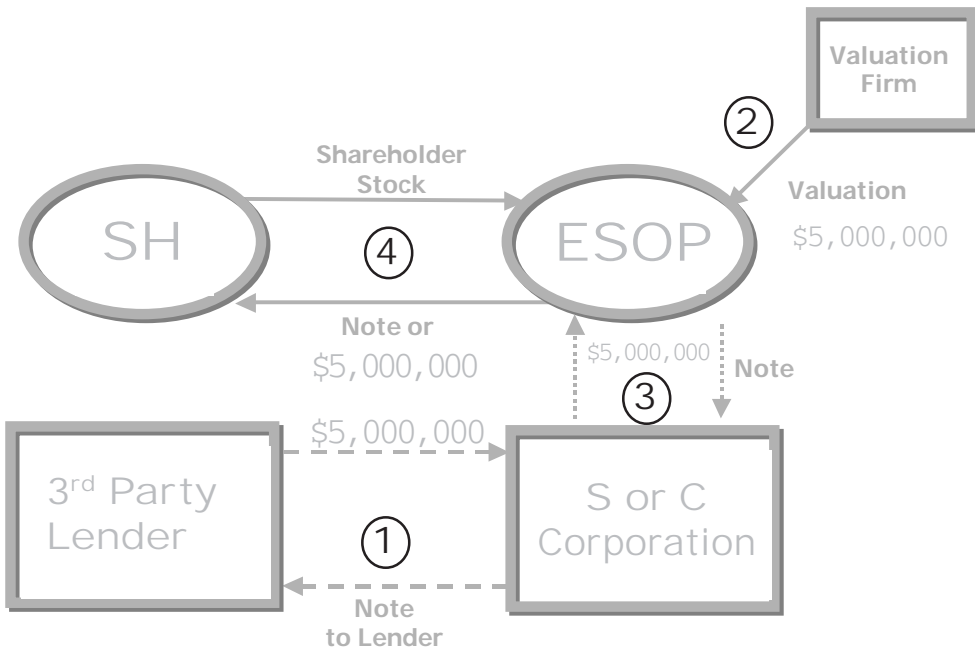 Valuation
Firm
2
Shareholder
Stock
Valuation
$5,000,000
SH
ESOP
4
Note or
$5,000,000
$5,000,000
Note
3
$5,000,000
3rd Party
Lender
S or C
Corporation
1
Note
to Lender